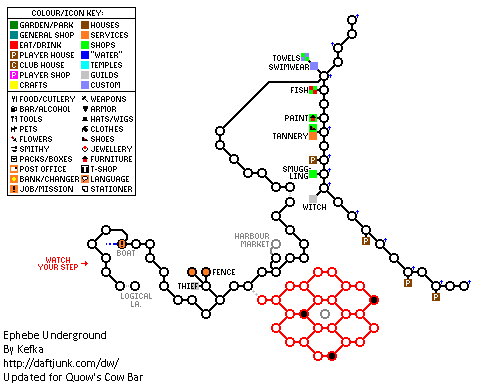 COLOUR/ICON KEY:
GARDEN/PARK HOUSES
GENERAL SHOP SERVICES
EAT/DRINK SHOPS
P PLAYER HOUSE "WATER"
C CLUB HOUSE TEMPLES
P PLAYER SHOP GUILDS
CRAFTS CUSTOM
FOOD/CUTLERY WEAPONS
BAR/ALCOHOL ARMOR
TOOLS HATS/WIGS
PETS CLOTHES
FLOWERS SHOES
SMITHY JEWELLERY
PACKS/BOXES FURNITURE
POST OFFICE T T-SHOP
BANK/CHANGER LANGUAGE
JOB/MISSION STATIONER
TOWELS
SWIMWEAR
FISH
PAINT
TANNERY
P
SMUGG-
LING
WITCH
P
P
P
P
HARBOUR
MARKET
BOAT
WATCH
YOUR STEP
FENCE
THIEF
LOGICAL
LA.
Ephebe Underground
By Kefka
http://daftjunk.com/dw/
Updated for Quow's Cow Bar